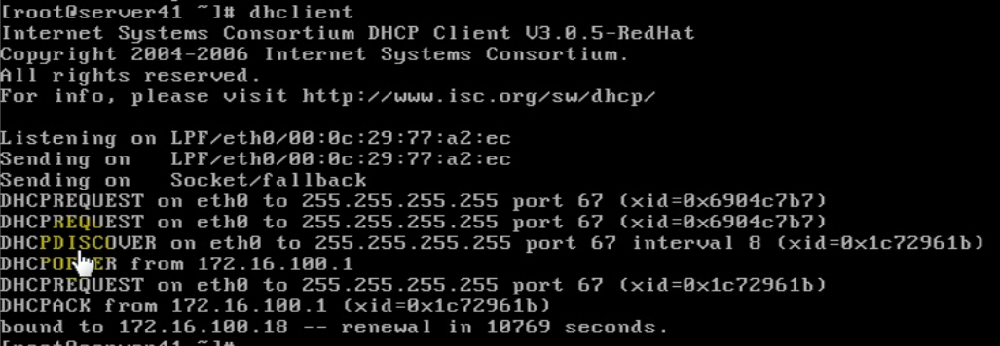 [root@server41 ~]# dhclient
Internet Systems Consortium DHCP Client V3.0.5-RedHat
Copyright 2004-2006 Internet Systems Consortium.
All rights reserved.
For info, please visit http://www.isc.org/sw/dhcp/
Listening on LPF/eth0/00:0c:29:77:a2:ec
Sending on   LPF/eth0/00:0c:29:77:a2:ec
Sending on   Socket/fallback
DHCPREQUEST on eth0 to 255.255.255.255 port 67 (xid=0x6904c7b7)
DHCPREQUEST on eth0 to 255.255.255.255 port 67 (xid=0x6904c7b7)
DHCPDISCOVER on eth0 to 255.255.255.255 port 67 interval 8 (xid=0x1c72961b)
DHCPOFFER from 172.16.100.1
DHCPREQUEST on eth0 to 255.255.255.255 port 67 (xid=0x1c72961b)
DHCPACK from 172.16.100.1 (xid=0x1c72961b)
bound to 172.16.100.18 -- renewal in 10769 seconds.
[root@server41 ~]#